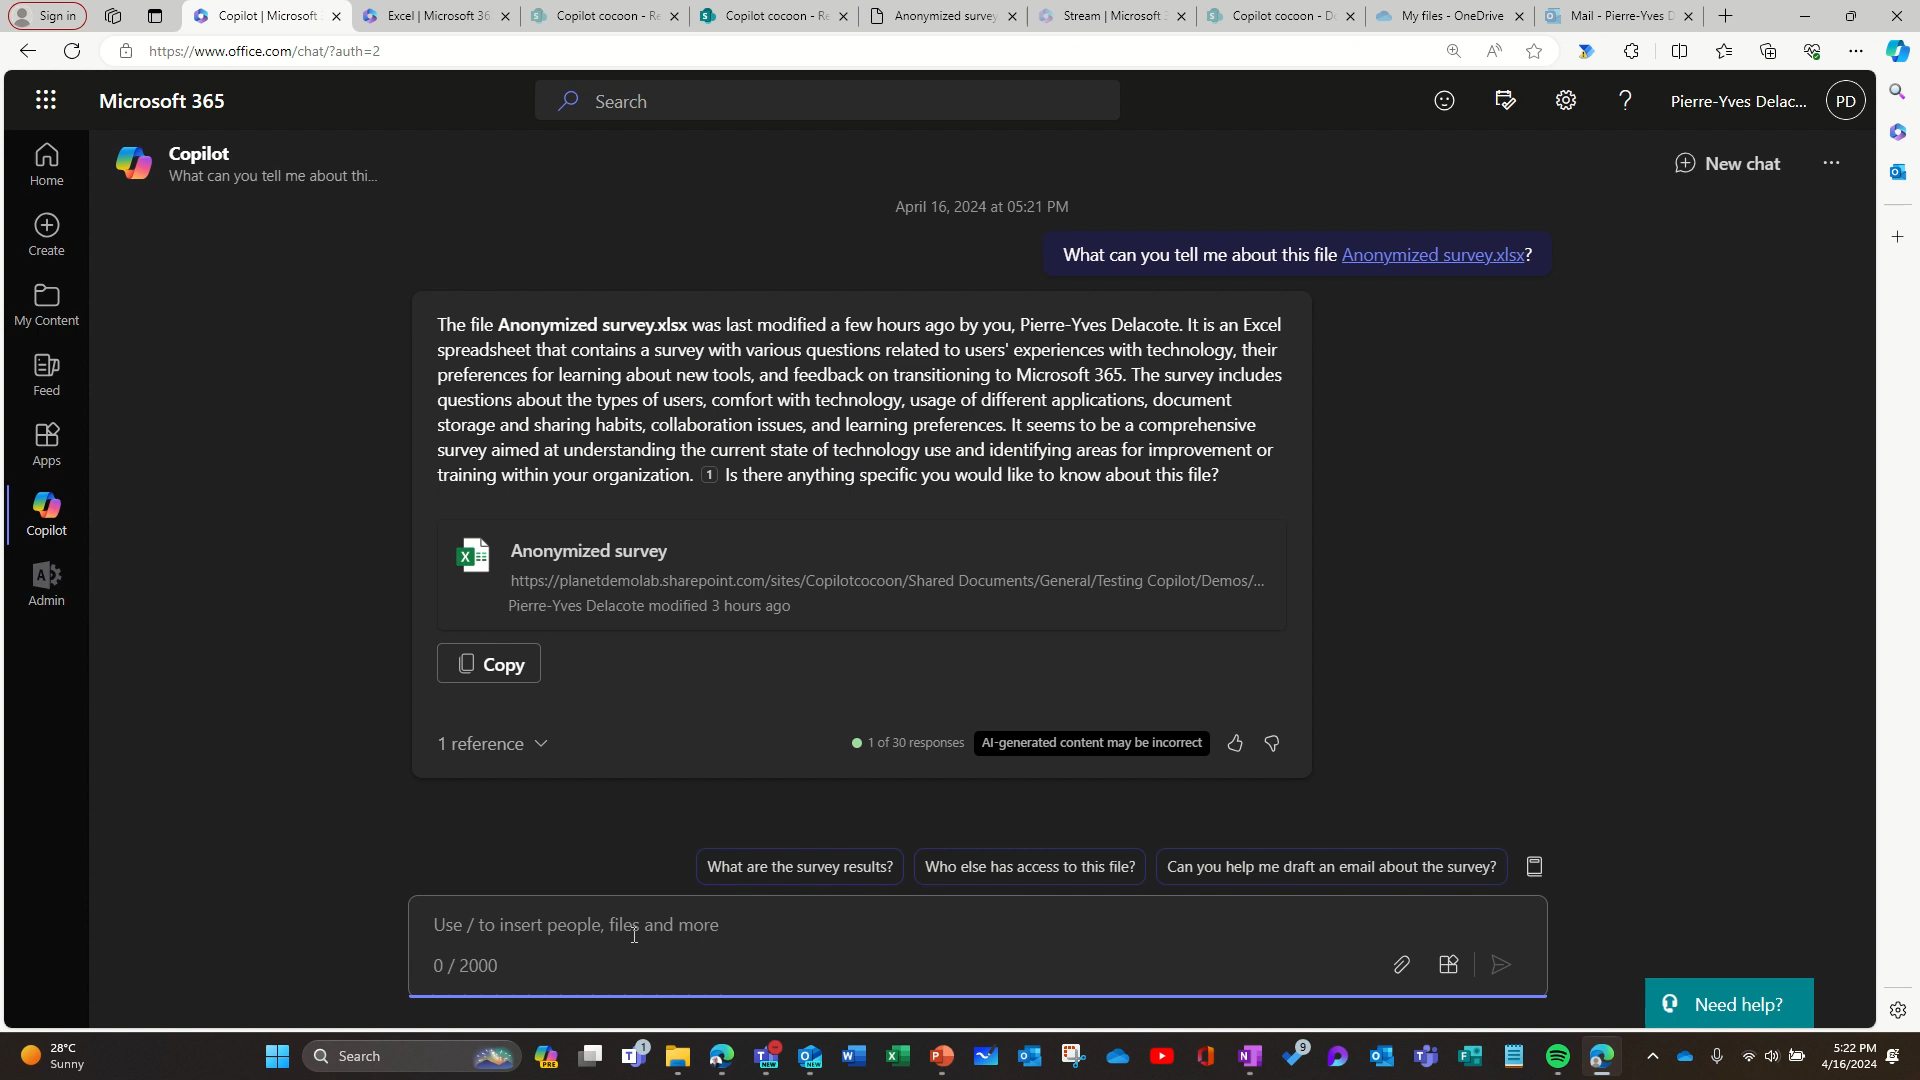 Sign in
Copilot | Microsoft
Excel | Microsoft 36
Copilot cocoon - Re
Copilot cocoon - Re
Anonymized survey
Stream | Microsoft
Copilot cocoon - D
My files - OneDrive
Mail - Pierre-Yves D
https://www.office.com/chat/?auth=2
Microsoft 365
Search
Pierre-Yves Delac...
PD
Home
Create
My Content
Feed
Apps
Copilot
Admin
Copilot
What can you tell me about thi...
New chat
April 16, 2024 at 05:21 PM
What can you tell me about this file Anonymized survey.xlsx?
The file Anonymized survey.xlsx was last modified a few hours ago by you, Pierre-Yves Delacote. It is an Excel
spreadsheet that contains a survey with various questions related to users' experiences with technology, their
preferences for learning about new tools, and feedback on transitioning to Microsoft 365. The survey includes
questions about the types of users, comfort with technology, usage of different applications, document
storage and sharing habits, collaboration issues, and learning preferences. It seems to be a comprehensive
survey aimed at understanding the current state of technology use and identifying areas for improvement or
training within your organization. 1 Is there anything specific you would like to know about this file?
Anonymized survey
https://planetdemolab.sharepoint.com/sites/Copilotcocoon/Shared Documents/General/Testing Copilot/Demos/...
Pierre-Yves Delacote modified 3 hours ago
Copy
1 reference
1 of 30 responses
AI-generated content may be incorrect
What are the survey results?
Who else has access to this file?
Can you help me draft an email about the survey?
Use / to insert people, files and more
0 / 2000
Need help?
28°C
Sunny
Search
5:22 PM
4/16/2024